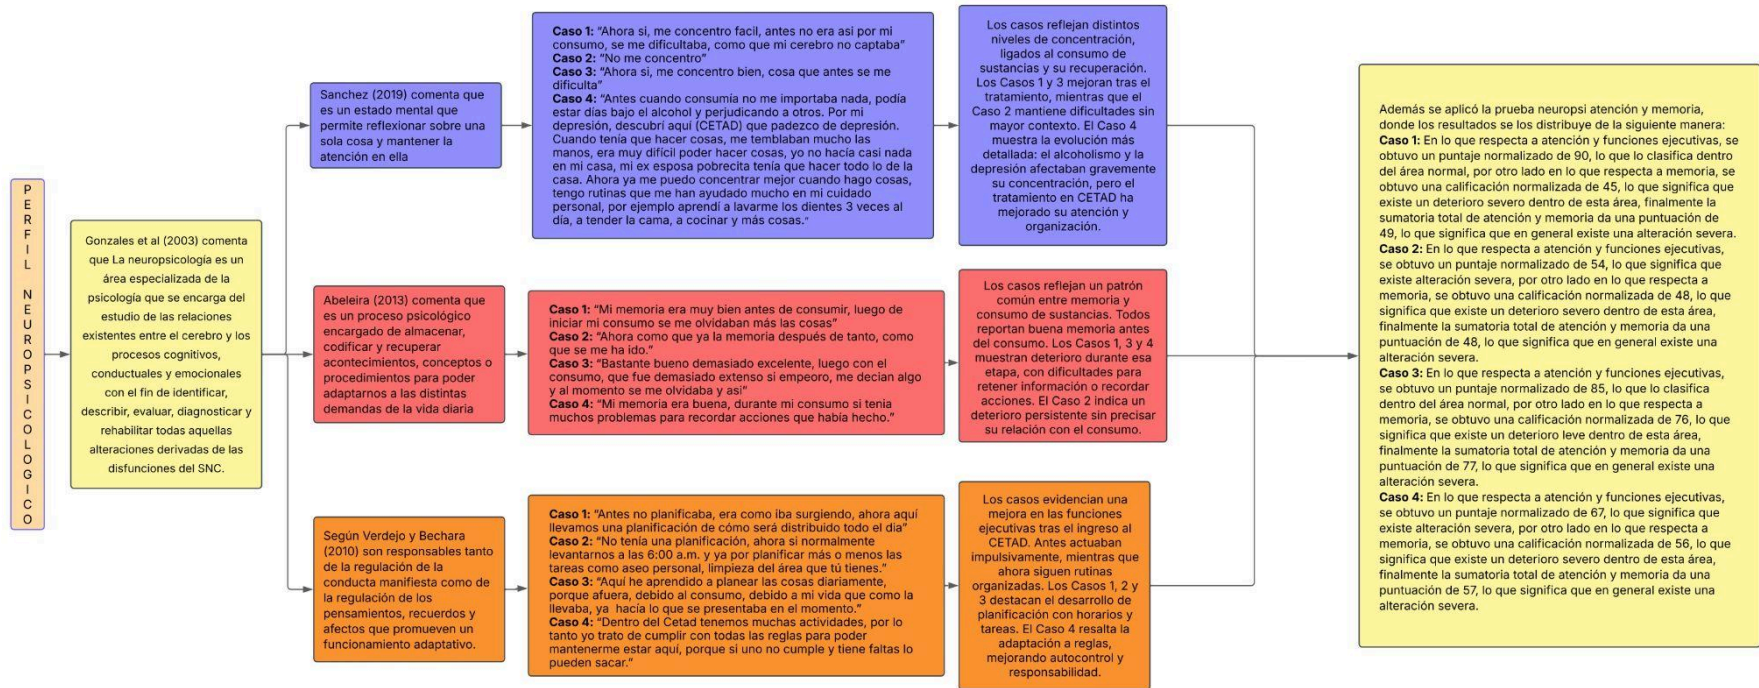 PERFIL NEUROPSICOLOGICO
Gonzales et al (2003) comenta
que La neuropsicología es un
área especializada de la
psicología que se encarga del
estudio de las relaciones
existentes entre el cerebro y los
procesos cognitivos,
conductuales y emocionales
con el fin de identificar,
describir, evaluar, diagnosticar y
rehabilitar todas aquellas
alteraciones derivadas de las
disfunciones del SNC.
Sanchez (2019) comenta que
es un estado mental que
permite reflexionar sobre una
sola cosa y mantener la
atención en ella
Caso 1: “Ahora si, me concentro facil, antes no era asi por mi
consumo, se me dificultaba, como que mi cerebro no captaba”
Caso 2: “No me concentro”
Caso 3: “Ahora si, me concentro bien, cosa que antes se me
dificulta”
Caso 4: “Antes cuando consumía no me importaba nada, podía
estar días bajo el alcohol y perjudicando a otros. Por mi
depresión, descubrí aquí (CETAD) que padezco de depresión.
Cuando tenía que hacer cosas, me temblaban mucho las
manos, era muy difícil poder hacer cosas, yo no hacía casi nada
en mi casa, mi ex esposa pobrecita tenía que hacer todo lo de la
casa. Ahora ya me puedo concentrar mejor cuando hago cosas,
tengo rutinas que me han ayudado mucho en mi cuidado
personal, por ejemplo aprendí a lavarme los dientes 3 veces al
día, a tender la cama, a cocinar y más cosas.”
Los casos reflejan distintos
niveles de concentración,
ligados al consumo de
sustancias y su recuperación.
Los Casos 1 y 3 mejoran tras el
tratamiento, mientras que el
Caso 2 mantiene dificultades sin
mayor contexto. El Caso 4
muestra la evolución más
detallada: el alcoholismo y la
depresión afectaban gravemente
su concentración, pero el
tratamiento en CETAD ha
mejorado su atención y
organización.
Abeleira (2013) comenta que
es un proceso psicológico
encargado de almacenar,
codificar y recuperar
acontecimientos, conceptos o
procedimientos para poder
adaptarnos a las distintas
demandas de la vida diaria
Caso 1: “Mi memoria era muy bien antes de consumir, luego de
iniciar mi consumo se me olvidaban más las cosas”
Caso 2: “Ahora como que ya la memoria después de tanto, como
que se me ha ido.”
Caso 3: “Bastante bueno demasiado excelente, luego con el
consumo, que fue demasiado extenso si empeoro, me decian algo
y al momento se me olvidaba y asi”
Caso 4: “Mi memoria era buena, durante mi consumo si tenia
muchos problemas para recordar acciones que había hecho.”
Los casos reflejan un patrón
común entre memoria y
consumo de sustancias. Todos
reportan buena memoria antes
del consumo. Los Casos 1, 3 y 4
muestran deterioro durante esa
etapa, con dificultades para
retener información o recordar
acciones. El Caso 2 indica un
deterioro persistente sin precisar
su relación con el consumo.
Según Verdejo y Bechara
(2010) son responsables tanto
de la regulación de la
conducta manifiesta como de
la regulación de los
pensamientos, recuerdos y
afectos que promueven un
funcionamiento adaptativo.
Caso 1: “Antes no planificaba, era como iba surgiendo, ahora aquí
llevamos una planificación de cómo será distribuido todo el dia”
Caso 2: “No tenía una planificación, ahora si normalmente
levantarnos a las 6:00 a.m. y ya por planificar más o menos las
tareas como aseo personal, limpieza del área que tú tienes.”
Caso 3: “Aquí he aprendido a planear las cosas diariamente,
porque afuera, debido al consumo, debido a mi vida que como la
llevaba, ya hacía lo que se presentaba en el momento.”
Caso 4: “Dentro del Cetad tenemos muchas actividades, por lo
tanto yo trato de cumplir con todas las reglas para poder
mantenerme estar aquí, porque si uno no cumple y tiene faltas lo
pueden sacar.”
Los casos evidencian una
mejora en las funciones
ejecutivas tras el ingreso al
CETAD. Antes actuaban
impulsivamente, mientras que
ahora siguen rutinas
organizadas. Los Casos 1, 2 y
3 destacan el desarrollo de
planificación con horarios y
tareas. El Caso 4 resalta la
adaptación a reglas,
mejorando autocontrol y
responsabilidad.
Además se aplicó la prueba neuropsi atención y memoria,
donde los resultados se los distribuye de la siguiente manera:
Caso 1: En lo que respecta a atención y funciones ejecutivas, se
obtuvo un puntaje normalizado de 90, lo que lo clasifica dentro
del área normal, por otro lado en lo que respecta a memoria, se
obtuvo una calificación normalizada de 45, lo que significa que
existe un deterioro severo dentro de esta área, finalmente la
sumatoria total de atención y memoria da una puntuación de
49, lo que significa que en general existe una alteración severa.
Caso 2: En lo que respecta a atención y funciones ejecutivas,
se obtuvo un puntaje normalizado de 54, lo que significa que
existe alteración severa, por otro lado en lo que respecta a
memoria, se obtuvo una calificación normalizada de 48, lo que
significa que existe un deterioro severo dentro de esta área,
finalmente la sumatoria total de atención y memoria da una
puntuación de 48, lo que significa que en general existe una
alteración severa.
Caso 3: En lo que respecta a atención y funciones ejecutivas,
se obtuvo un puntaje normalizado de 85, lo que lo clasifica
dentro del área normal, por otro lado en lo que respecta a
memoria, se obtuvo una calificación normalizada de 76, lo que
significa que existe un deterioro leve dentro de esta área,
finalmente la sumatoria total de atención y memoria da una
puntuación de 77, lo que significa que en general existe una
alteración severa.
Caso 4: En lo que respecta a atención y funciones ejecutivas,
se obtuvo un puntaje normalizado de 67, lo que significa que
existe alteración severa, por otro lado en lo que respecta a
memoria, se obtuvo una calificación normalizada de 56, lo que
significa que existe un deterioro severo dentro de esta área,
finalmente la sumatoria total de atención y memoria da una
puntuación de 57, lo que significa que en general existe una
alteración severa.